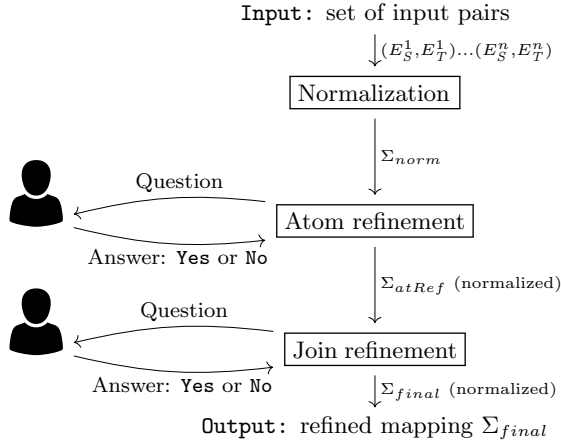 Input: set of input pairs
(E_S^1,E_T^1)...(E_S^n,E_T^n)
Normalization
Σ_norm
Question
Atom refinement
Answer: Yes or No
Σ_atRef (normalized)
Question
Join refinement
Answer: Yes or No
Σ_final (normalized)
Output: refined mapping Σ_final